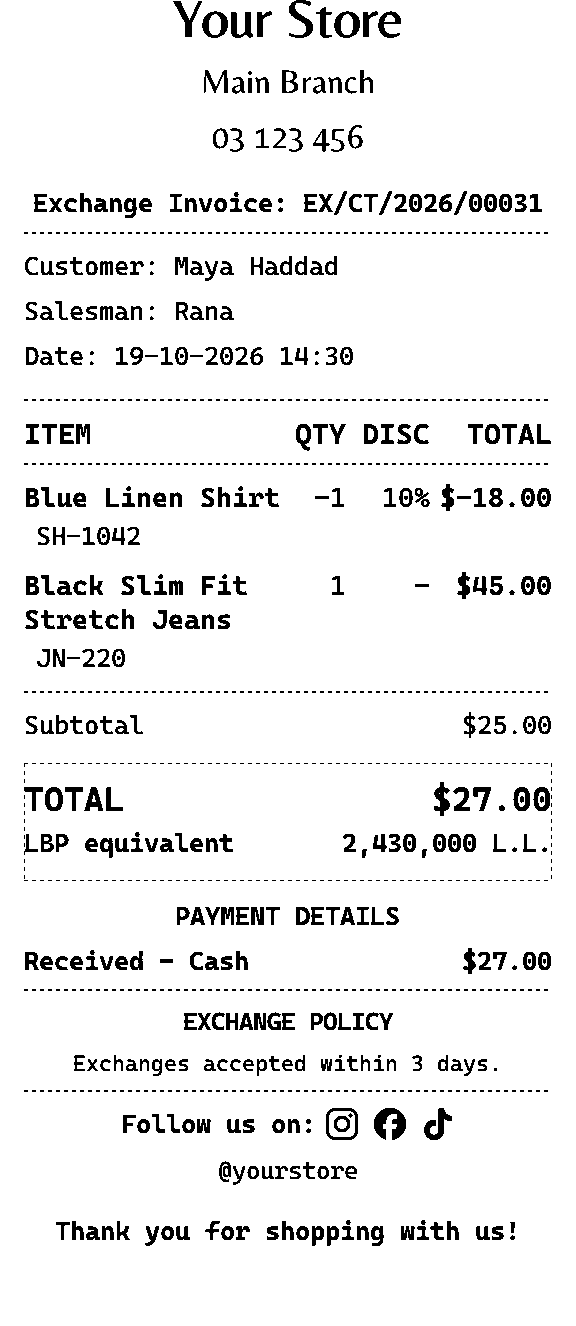 Your Store
Main Branch
03 123 456
Exchange Invoice: EX/CT/2026/00031
Customer: Maya Haddad
Salesman: Rana
Date: 19-10-2026 14:30
ITEM QTY DISC TOTAL
Blue Linen Shirt -1 10% $-18.00
SH-1042
Black Slim Fit 1 - $45.00
Stretch Jeans
JN-220
Subtotal $25.00
TOTAL $27.00
LBP equivalent 2,430,000 L.L.
PAYMENT DETAILS
Received - Cash $27.00
EXCHANGE POLICY
Exchanges accepted within 3 days.
Follow us on:
@yourstore
Thank you for shopping with us!